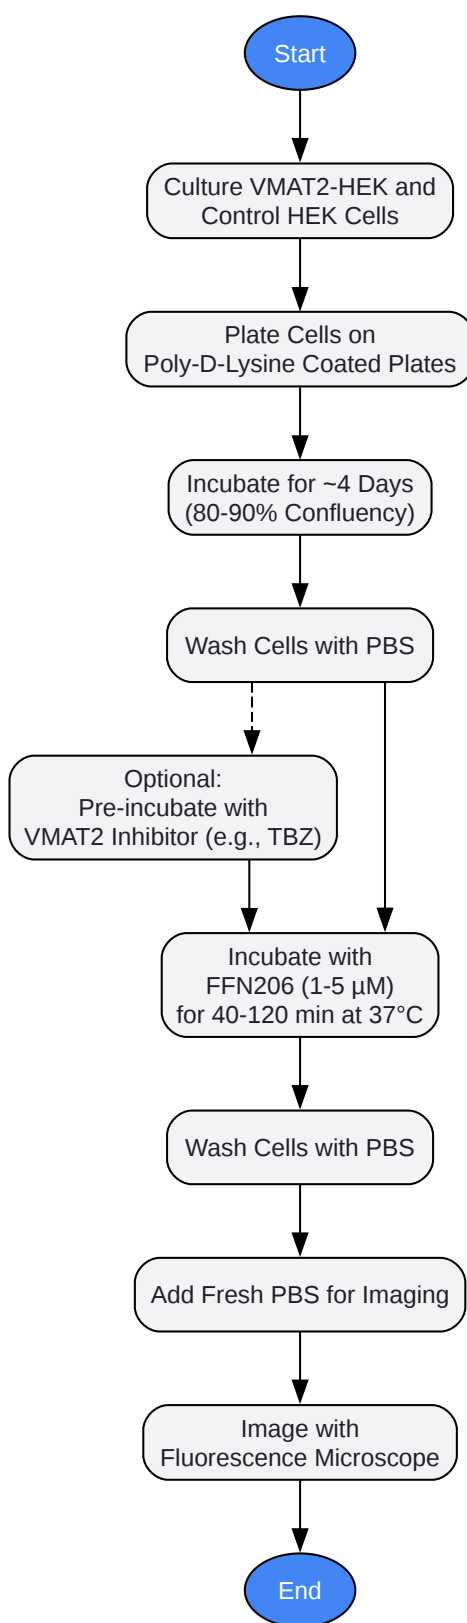 Start
Culture VMAT2-HEK and
Control HEK Cells
Plate Cells on
Poly-D-Lysine Coated Plates
Incubate for ~4 Days
(80-90% Confluency)
Wash Cells with PBS
Optional:
Pre-incubate with
VMAT2 Inhibitor (e.g., TBZ)
Incubate with
FFN206 (1-5 µM)
for 40-120 min at 37°C
Wash Cells with PBS
Add Fresh PBS for Imaging
Image with
Fluorescence Microscope
End